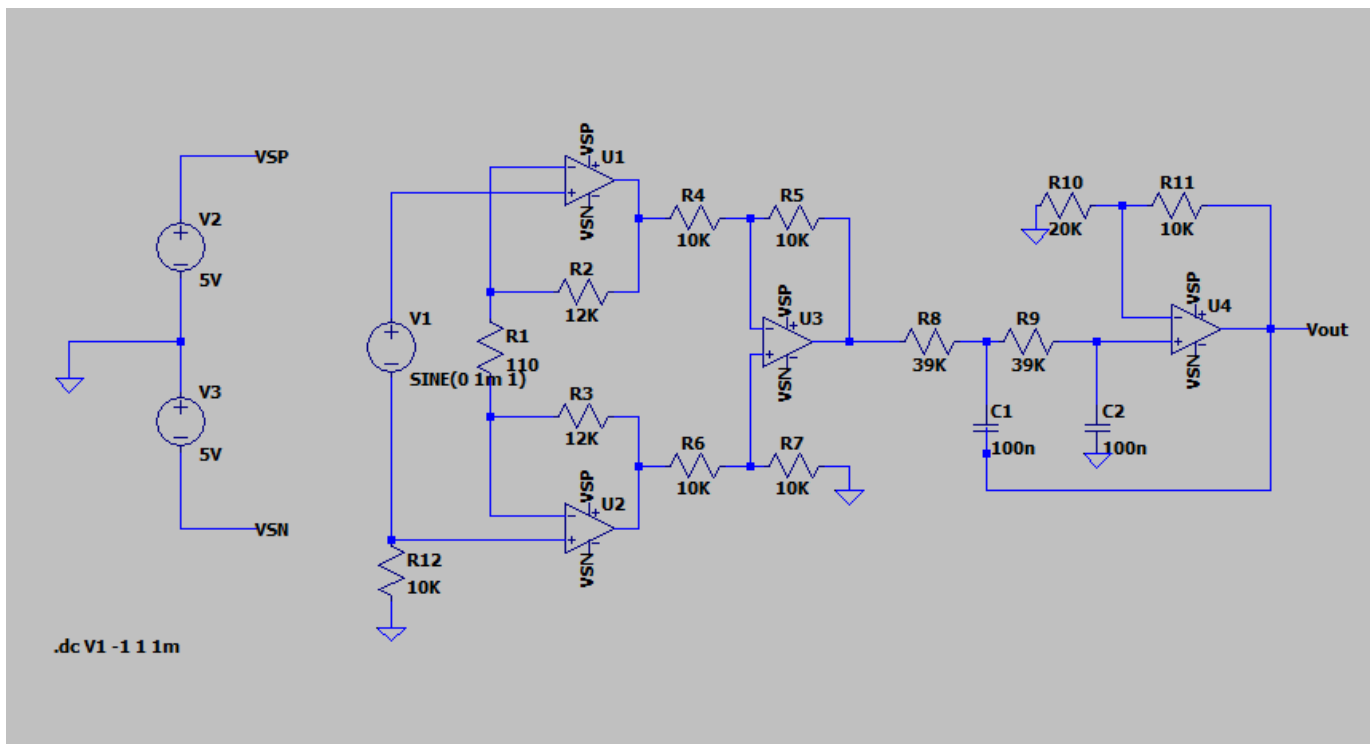 VSP
V2
5V
V3
5V
VSN
.dc V1 -1 1 1m
V1
SINE(0 1m 1)
R12
10K
R1
110
VSP
U1
VSN
R2
12K
R3
12K
VSP
U2
VSN
R4
10K
R5
10K
VSP
U3
VSN
R6
10K
R7
10K
R8
39K
R9
39K
C1
100n
C2
100n
R10
20K
R11
10K
VSP
U4
VSN
Vout